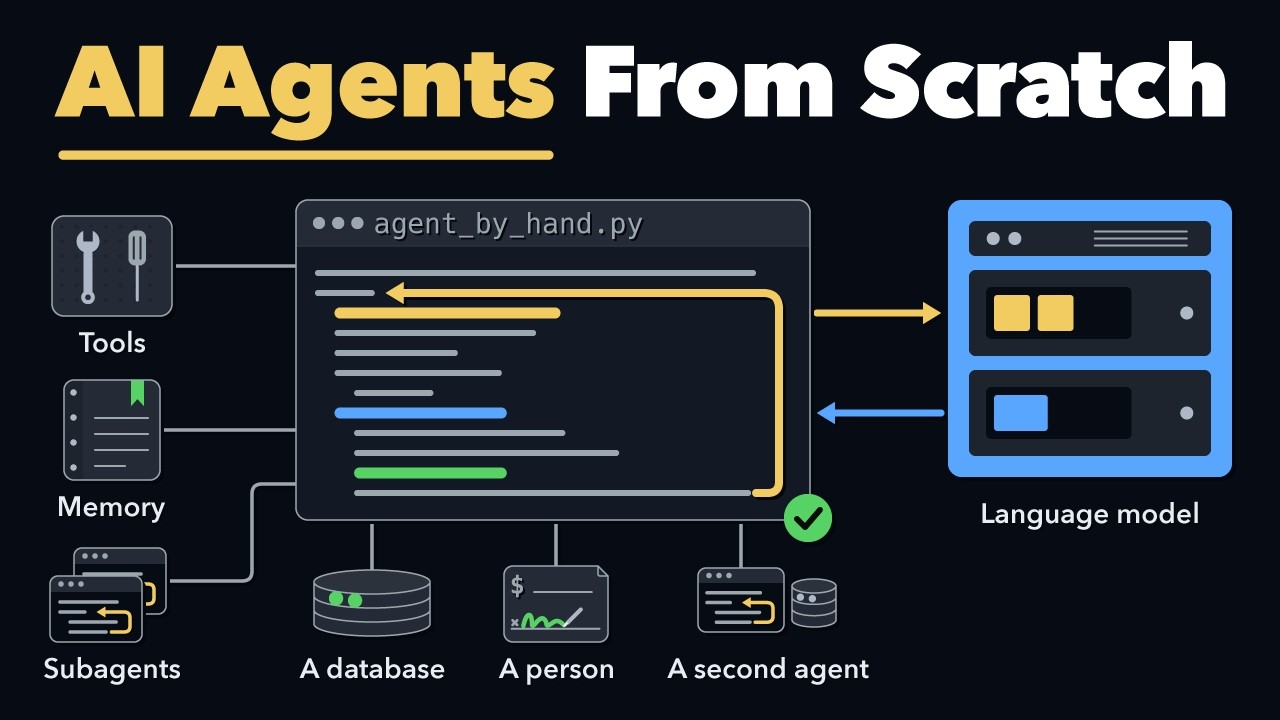 AI Agents From Scratch
agent_by_hand.py
Tools
Memory
Subagents
$
×
A database
A person
A second agent
Language model